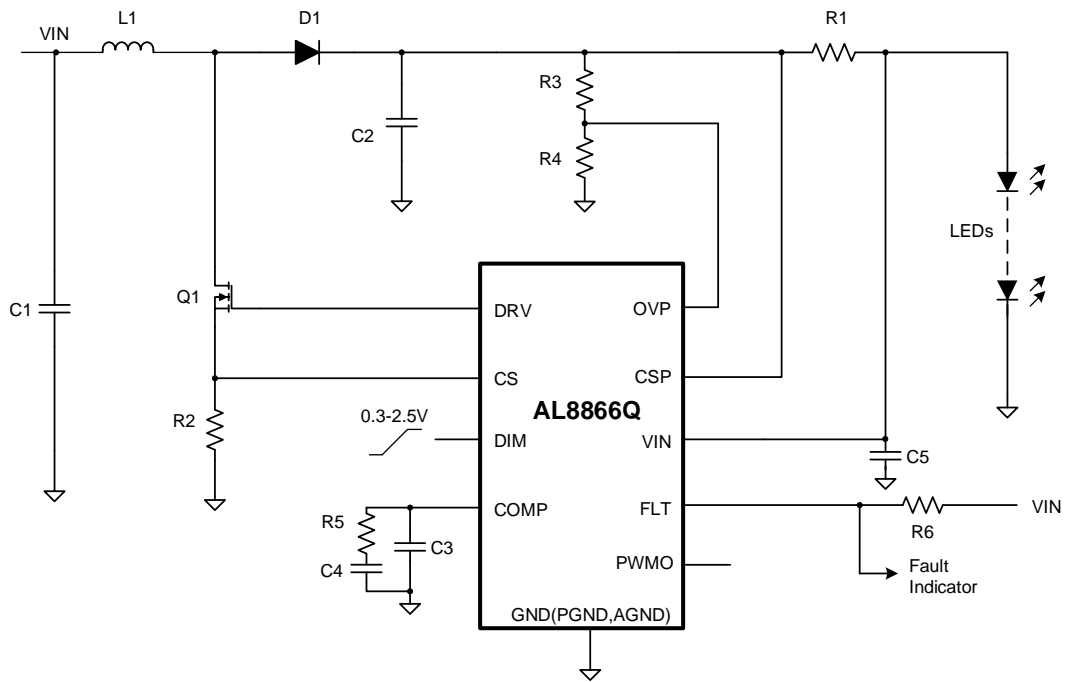 VIN
L1
D1
R1
R3
C2
R4
LEDs
Q1
C1
DRV
OVP
CS
CSP
AL8866Q
R2
0.3-2.5V
DIM
VIN
C5
COMP
FLT
VIN
R5
C3
R6
C4
PWMO
Fault
Indicator
GND(PGND,AGND)